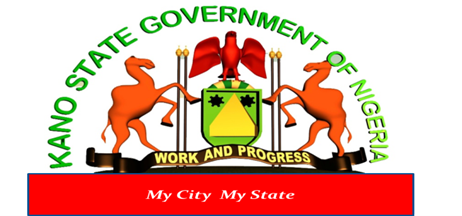 KANO STATE GOVERNMENT OF NIGERIA
WORK AND PROGRESS
My City My State